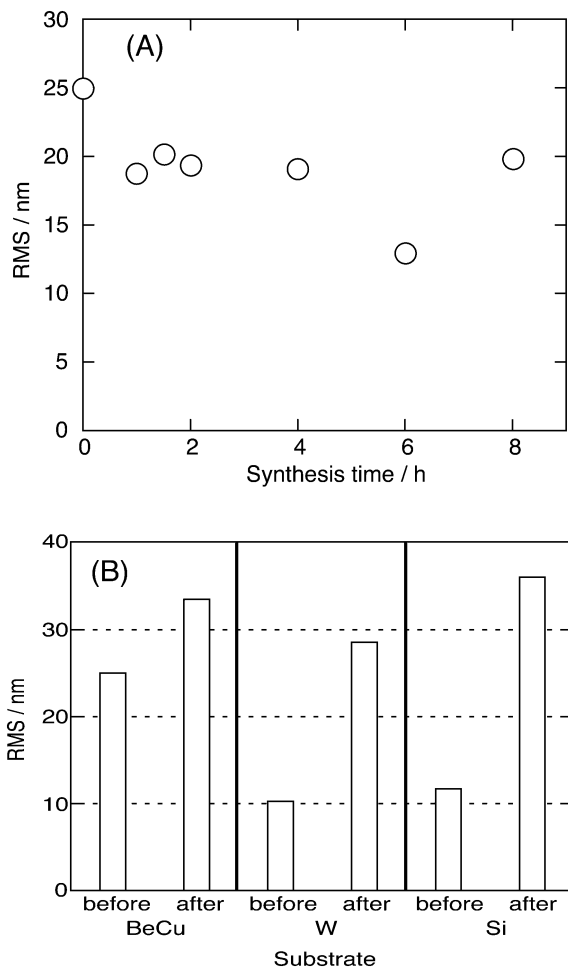 (A)
RMS / nm
30
25
20
15
10
5
0
0 2 4 6 8
Synthesis time / h
(B)
RMS / nm
40
30
20
10
0
before after before after before after
BeCu W Si
Substrate